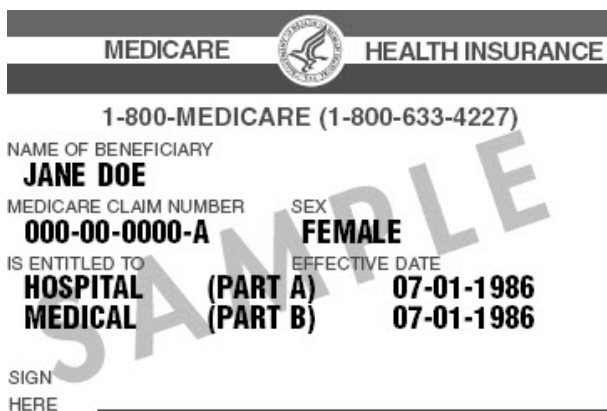 MEDICARE HEALTH INSURANCE
1-800-MEDICARE (1-800-633-4227)
NAME OF BENEFICIARY
JANE DOE
MEDICARE CLAIM NUMBER SEX
000-00-0000-A FEMALE
IS ENTITLED TO EFFECTIVE DATE
HOSPITAL (PART A) 07-01-1986
MEDICAL (PART B) 07-01-1986
SAMPLE
SIGN
HERE